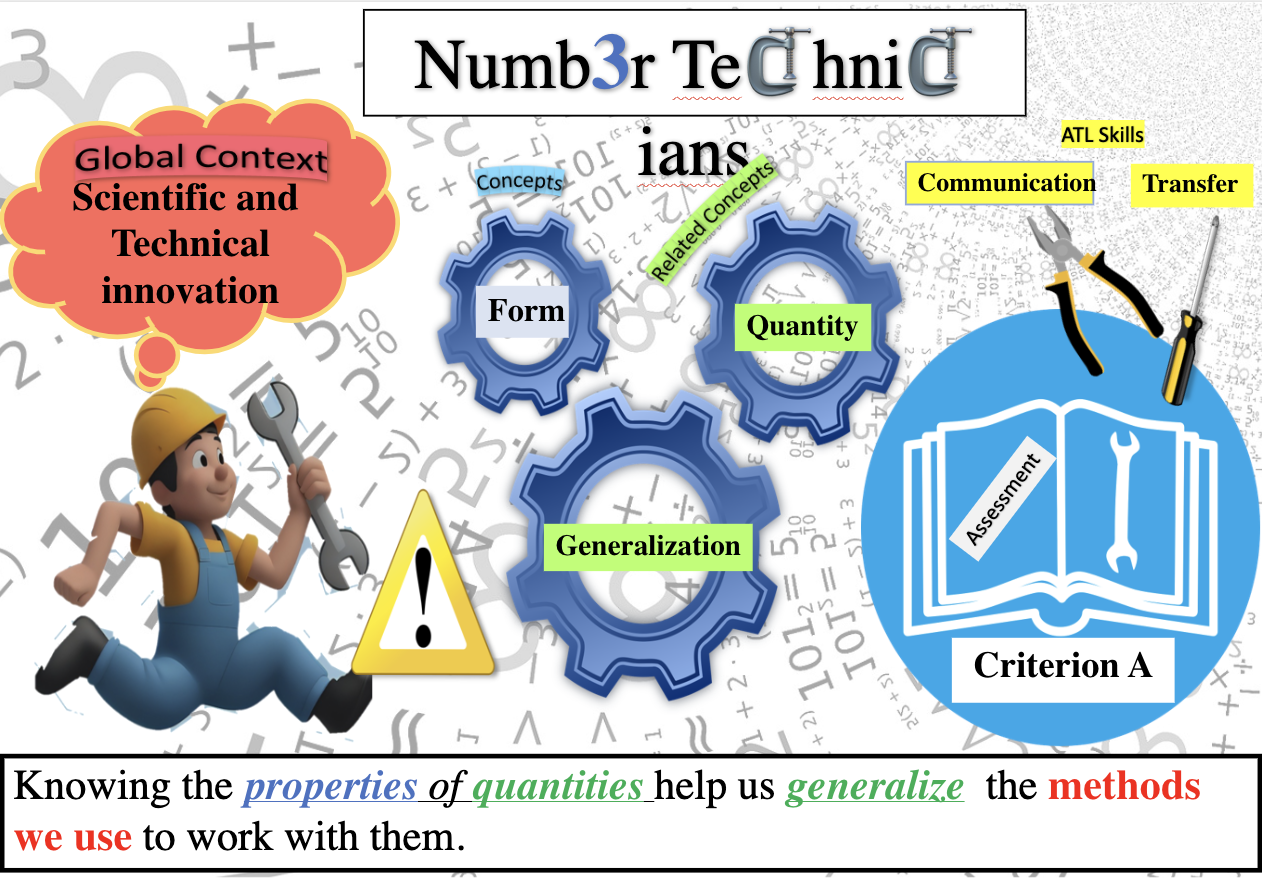 Numb3r TeChniC
ians
Global Context
Scientific and
Technical
innovation
Concepts
Form
Related Concepts
Quantity
Generalization
ATL Skills
Communication
Transfer
Assessment
Criterion A
Knowing the properties of quantities help us generalize the methods
we use to work with them.